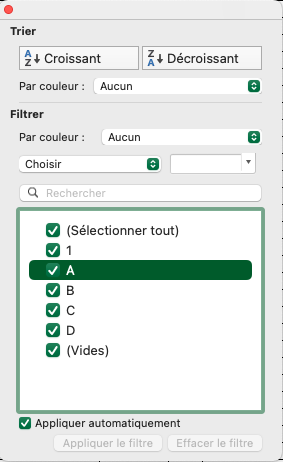 Trier
A Z Croissant Z A Décroissant
Par couleur : Aucun
Filtrer
Par couleur : Aucun
Choisir
Rechercher
(Sélectionner tout)
1
A
B
C
D
(Vides)
Appliquer automatiquement
Appliquer le filtre Effacer le filtre